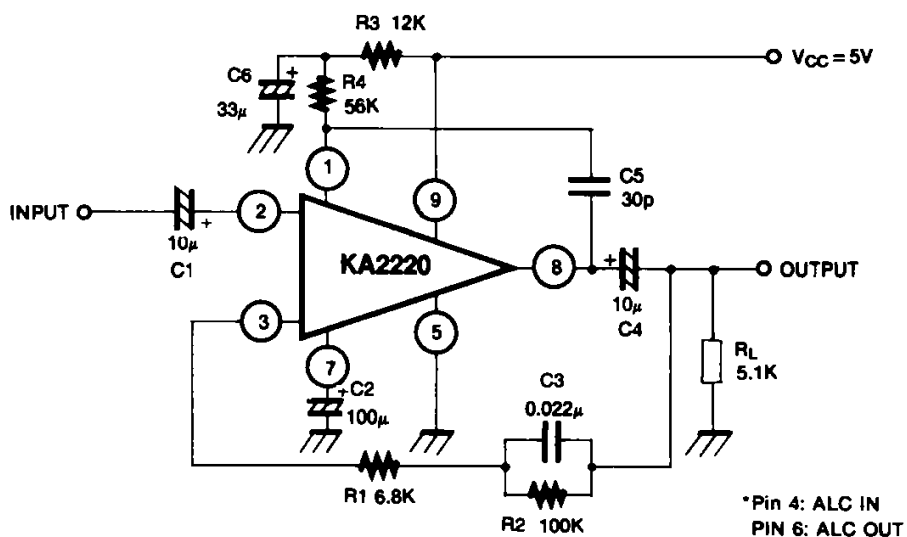 R3 12K
VCC = 5V
C6
33μ
+
R4
56K
1
C5
30p
INPUT
+
10μ
C1
2
9
KA2220
8
+
10μ
C4
OUTPUT
3
7
5
+C2
100μ
RL
5.1K
C3
0.022μ
R1 6.8K
R2 100K
*Pin 4: ALC IN
PIN 6: ALC OUT